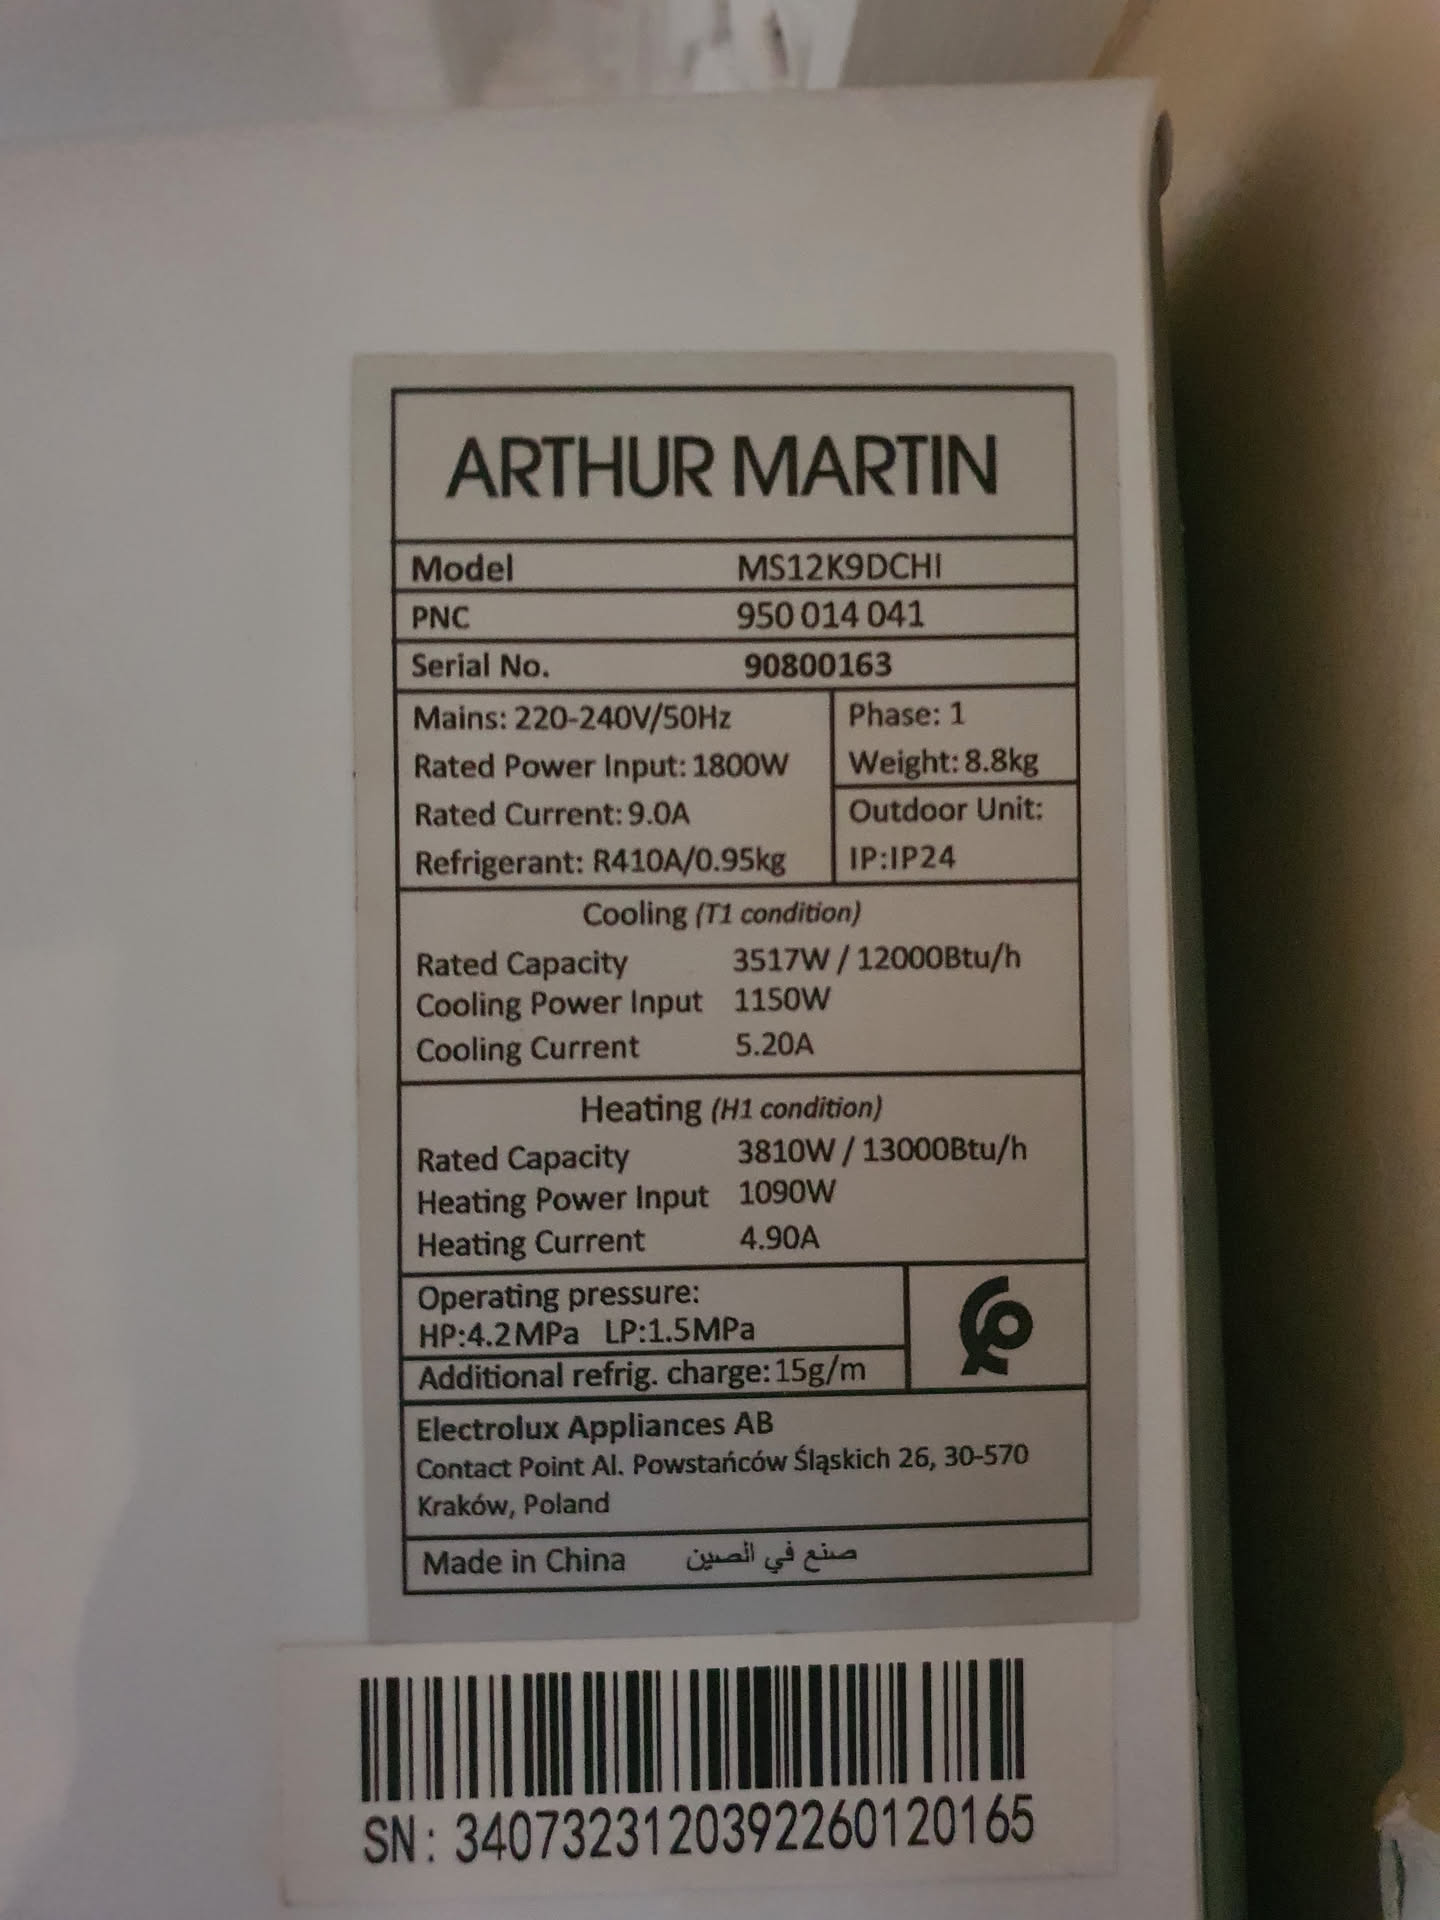 ARTHUR MARTIN
Model MS12K9DCHI
PNC 950 014 041
Serial No. 90800163
Mains: 220-240V/50Hz
Rated Power Input: 1800W
Rated Current: 9.0A
Refrigerant: R410A/0.95kg
Phase: 1
Weight: 8.8kg
Outdoor Unit:
IP:IP24
Cooling (T1 condition)
Rated Capacity 3517W / 12000Btu/h
Cooling Power Input 1150W
Cooling Current 5.20A
Heating (H1 condition)
Rated Capacity 3810W / 13000Btu/h
Heating Power Input 1090W
Heating Current 4.90A
Operating pressure:
HP:4.2MPa LP:1.5MPa
Additional refrig. charge:15g/m
Electrolux Appliances AB
Contact Point Al. Powstańców Śląskich 26, 30-570
Kraków, Poland
Made in China صنع في الصين
SN: 3407323120392260120165